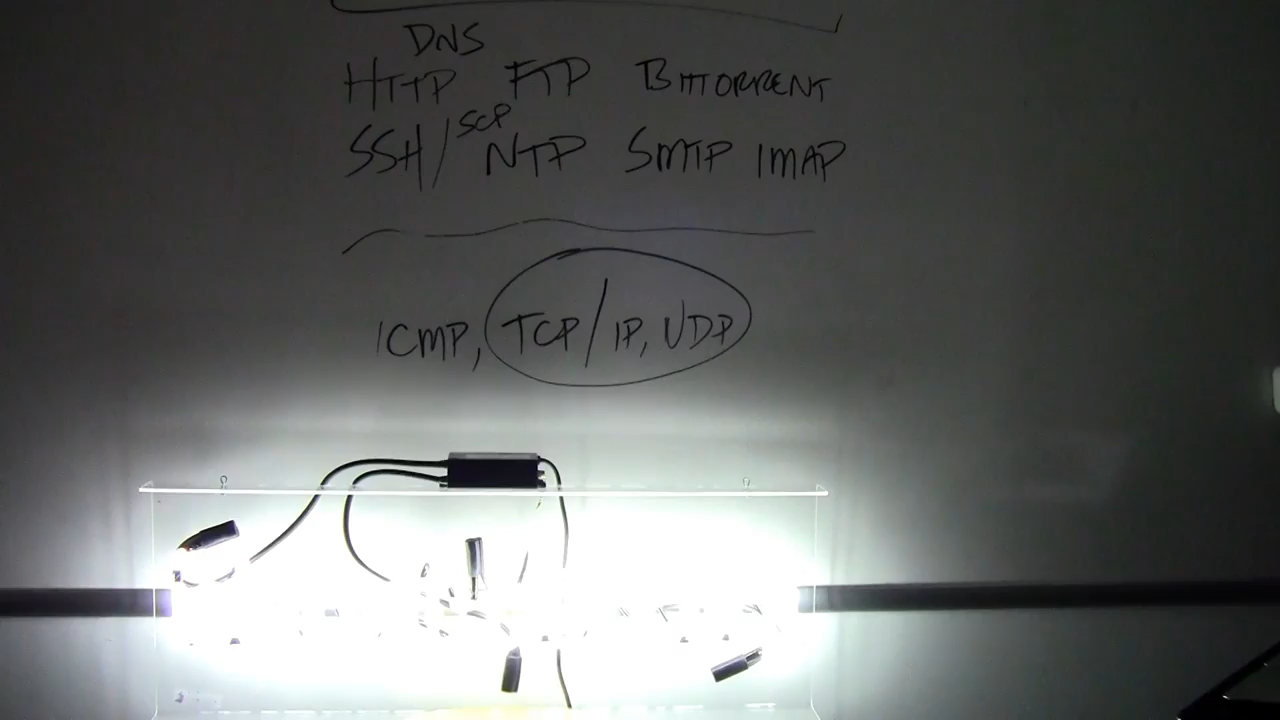 DNS
HTTP FTP BITTORRENT
SSH/SCP NTP SMTP IMAP
ICMP, TCP/IP, UDP